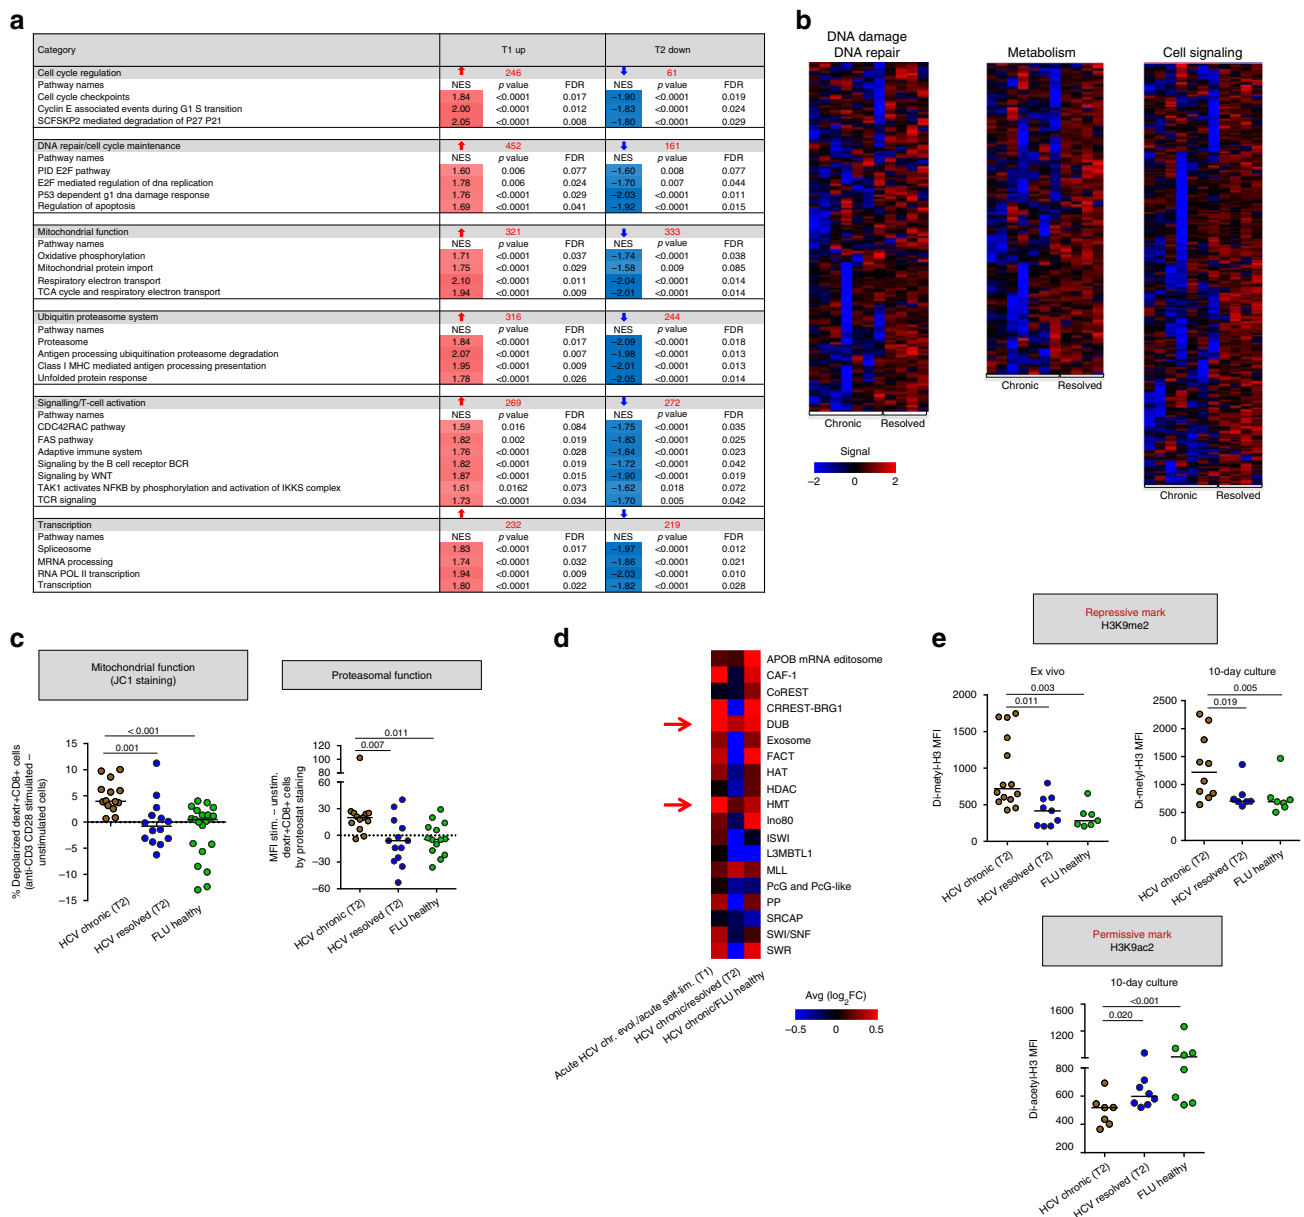 a
Category T1 up T2 down
Cell cycle regulation 246 61
Pathway names NES p value FDR NES p value FDR
Cell cycle checkpoints 1.84 <0.0001 0.017 −1.90 <0.0001 0.019
Cyclin E associated events during G1 S transition 2.00 <0.0001 0.012 −1.83 <0.0001 0.024
SCFSKP2 mediated degradation of P27 P21 2.05 <0.0001 0.008 −1.80 <0.0001 0.029
DNA repair/cell cycle maintenance 452 161
Pathway names NES p value FDR NES p value FDR
PID E2F pathway 1.60 0.006 0.077 −1.60 0.008 0.077
E2F mediated regulation of dna replication 1.78 0.006 0.024 −1.70 0.007 0.044
P53 dependent g1 dna damage response 1.76 <0.0001 0.029 −2.03 <0.0001 0.011
Regulation of apoptosis 1.69 <0.0001 0.041 −1.92 <0.0001 0.015
Mitochondrial function 321 333
Pathway names NES p value FDR NES p value FDR
Oxidative phosphorylation 1.71 <0.0001 0.037 −1.74 <0.0001 0.038
Mitochondrial protein import 1.75 <0.0001 0.029 −1.58 0.009 0.085
Respiratory electron transport 2.10 <0.0001 0.011 −2.04 <0.0001 0.014
TCA cycle and respiratory electron transport 1.94 <0.0001 0.009 −2.01 <0.0001 0.014
Ubiquitin proteasome system 316 244
Pathway names NES p value FDR NES p value FDR
Proteasome 1.84 <0.0001 0.017 −2.09 <0.0001 0.018
Antigen processing ubiquitination proteasome degradation 2.07 <0.0001 0.007 −1.98 <0.0001 0.013
Class I MHC mediated antigen processing presentation 1.95 <0.0001 0.009 −2.01 <0.0001 0.013
Unfolded protein response 1.78 <0.0001 0.026 −2.05 <0.0001 0.014
Signalling/T-cell activation 269 272
Pathway names NES p value FDR NES p value FDR
CDC42RAC pathway 1.59 0.016 0.084 −1.75 <0.0001 0.035
FAS pathway 1.82 0.002 0.019 −1.83 <0.0001 0.025
Adaptive immune system 1.76 <0.0001 0.028 −1.84 <0.0001 0.023
Signaling by the B cell receptor BCR 1.82 <0.0001 0.019 −1.72 <0.0001 0.042
Signaling by WNT 1.87 <0.0001 0.015 −1.90 <0.0001 0.019
TAK1 activates NFKB by phosphorylation and activation of IKKS complex 1.61 0.0162 0.073 −1.62 0.018 0.072
TCR signaling 1.73 <0.0001 0.034 −1.70 0.005 0.042
Transcription 232 219
Pathway names NES p value FDR NES p value FDR
Spliceosome 1.83 <0.0001 0.017 −1.97 <0.0001 0.012
MRNA processing 1.74 <0.0001 0.032 −1.86 <0.0001 0.021
RNA POL II transcription 1.94 <0.0001 0.009 −2.03 <0.0001 0.010
Transcription 1.80 <0.0001 0.022 −1.82 <0.0001 0.028
b
DNA damage
DNA repair
Metabolism
Cell signaling
Chronic Resolved
Chronic Resolved
Chronic Resolved
Signal
−2 0 2
c
Mitochondrial function
(JC1 staining)
% Depolarized dextr+CD8+ cells
(anti-CD3 CD28 stimulated –
unstimulated cells)
15
10
5
0
−5
−10
−15
< 0.001
0.001
HCV chronic (T2)
HCV resolved (T2)
FLU healthy
Proteasomal function
MFI estim. – unstim.
dextr+CD8+ cells
by proteostat staining
120
100
80
60
30
0
−30
−60
0.011
0.007
HCV chronic (T2)
HCV resolved (T2)
FLU healthy
d
APOB mRNA editosome
CAF-1
CoREST
CRREST-BRG1
DUB
Exosome
FACT
HAT
HDAC
HMT
Ino80
ISWI
L3MBTL1
MLL
PcG and PcG-like
PP
SRCAP
SWI/SNF
SWR
Acute HCV chr. evol./acute self-lim. (T1)
HCV chronic/resolved (T2)
HCV chronic/FLU healthy
Avg (log2FC)
−0.5 0 0.5
e
Repressive mark
H3K9me2
Ex vivo
Di-metyl-H3 MFI
2000
1500
1000
500
0
0.003
0.011
HCV chronic (T2)
HCV resolved (T2)
FLU healthy
10-day culture
Di-metyl-H3 MFI
2500
2000
1500
1000
500
0
0.005
0.019
HCV chronic (T2)
HCV resolved (T2)
FLU healthy
Permissive mark
H3K9ac2
10-day culture
Di-acetyl-H3 MFI
1600
1200
800
600
400
200
<0.001
0.020
HCV chronic (T2)
HCV resolved (T2)
FLU healthy